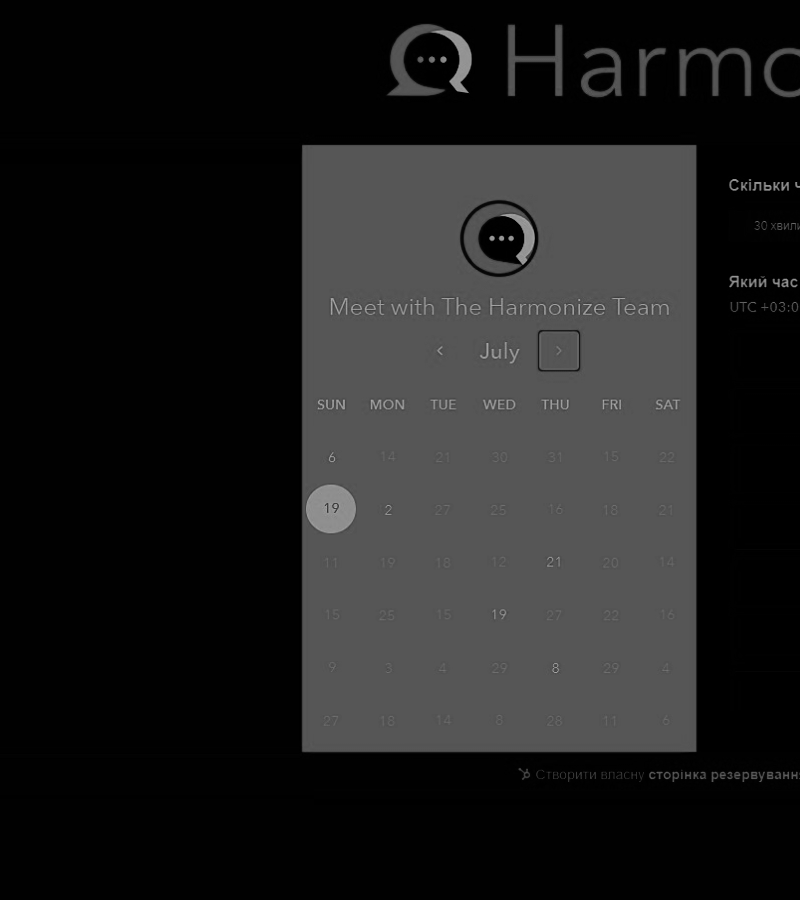 Harmo
Meet with The Harmonize Team
July
SUN MON TUE WED THU FRI SAT
6 14 21 30 31 15 22
19 2 27 25 16 18 21
11 19 18 12 21 20 14
15 25 15 19 27 22 16
9 3 4 29 8 29 4
27 18 14 8 28 11 6
Скільки ч
30 хвили
Який час
UTC +03:0
Створити власну сторінка резервуванн